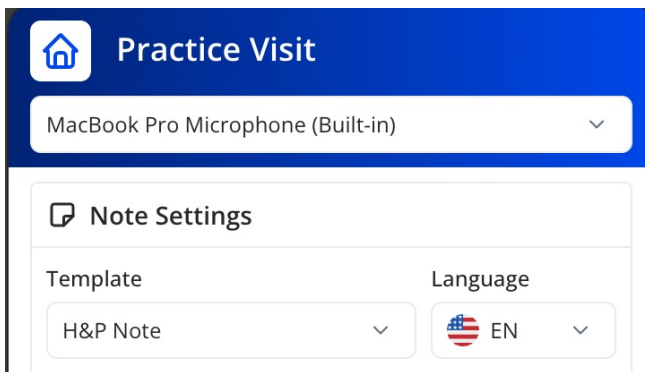 Practice Visit
MacBook Pro Microphone (Built-in)
Note Settings
Template Language
H&P Note EN